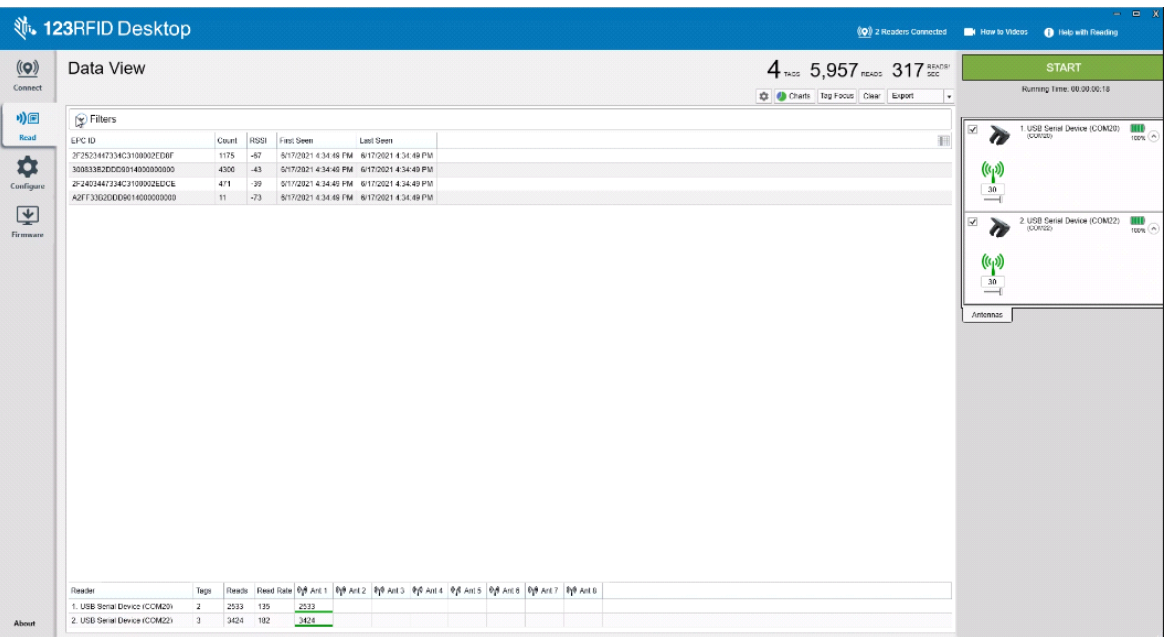 123RFID Desktop
2 Readers Connected
How to Videos
Help with Reading
Connect
Read
Configure
Firmware
About
Data View
4 TAGS 5,957 READS 317 READS/SEC
Charts Tag Focus Clear Export
Filters
EPC ID Count RSSI First Seen Last Seen
1175 -67 6/17/2021 4:34:49 PM 6/17/2021 4:34:49 PM
300833B2DDD9014000000000 4300 -43 6/17/2021 4:34:49 PM 6/17/2021 4:34:49 PM
2F2403447334C3100002EDCE 471 -39 6/17/2021 4:34:49 PM 6/17/2021 4:34:49 PM
A2FF33B2DDD9014000000000 11 -73 6/17/2021 4:34:49 PM 6/17/2021 4:34:49 PM
START
Running Time: 00:00:00:18
1. USB Serial Device (COM20)
(COM20)
100%
30
2. USB Serial Device (COM22)
(COM22)
100%
30
Antennas
Reader Tags Reads Read Rate Ant 1 Ant 2 Ant 3 Ant 4 Ant 5 Ant 6 Ant 7 Ant 8
1. USB Serial Device (COM20) 2 2533 135 2533
2. USB Serial Device (COM22) 3 3424 182 3424